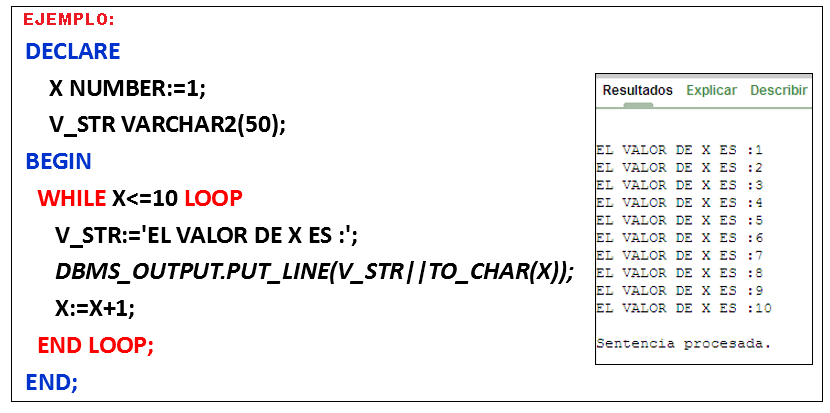 EJEMPLO:
DECLARE
X NUMBER:=1;
V_STR VARCHAR2(50);
BEGIN
WHILE X<=10 LOOP
V_STR:='EL VALOR DE X ES :';
DBMS_OUTPUT.PUT_LINE(V_STR||TO_CHAR(X));
X:=X+1;
END LOOP;
END;
Resultados Explicar Describir
EL VALOR DE X ES :1
EL VALOR DE X ES :2
EL VALOR DE X ES :3
EL VALOR DE X ES :4
EL VALOR DE X ES :5
EL VALOR DE X ES :6
EL VALOR DE X ES :7
EL VALOR DE X ES :8
EL VALOR DE X ES :9
EL VALOR DE X ES :10
Sentencia procesada.